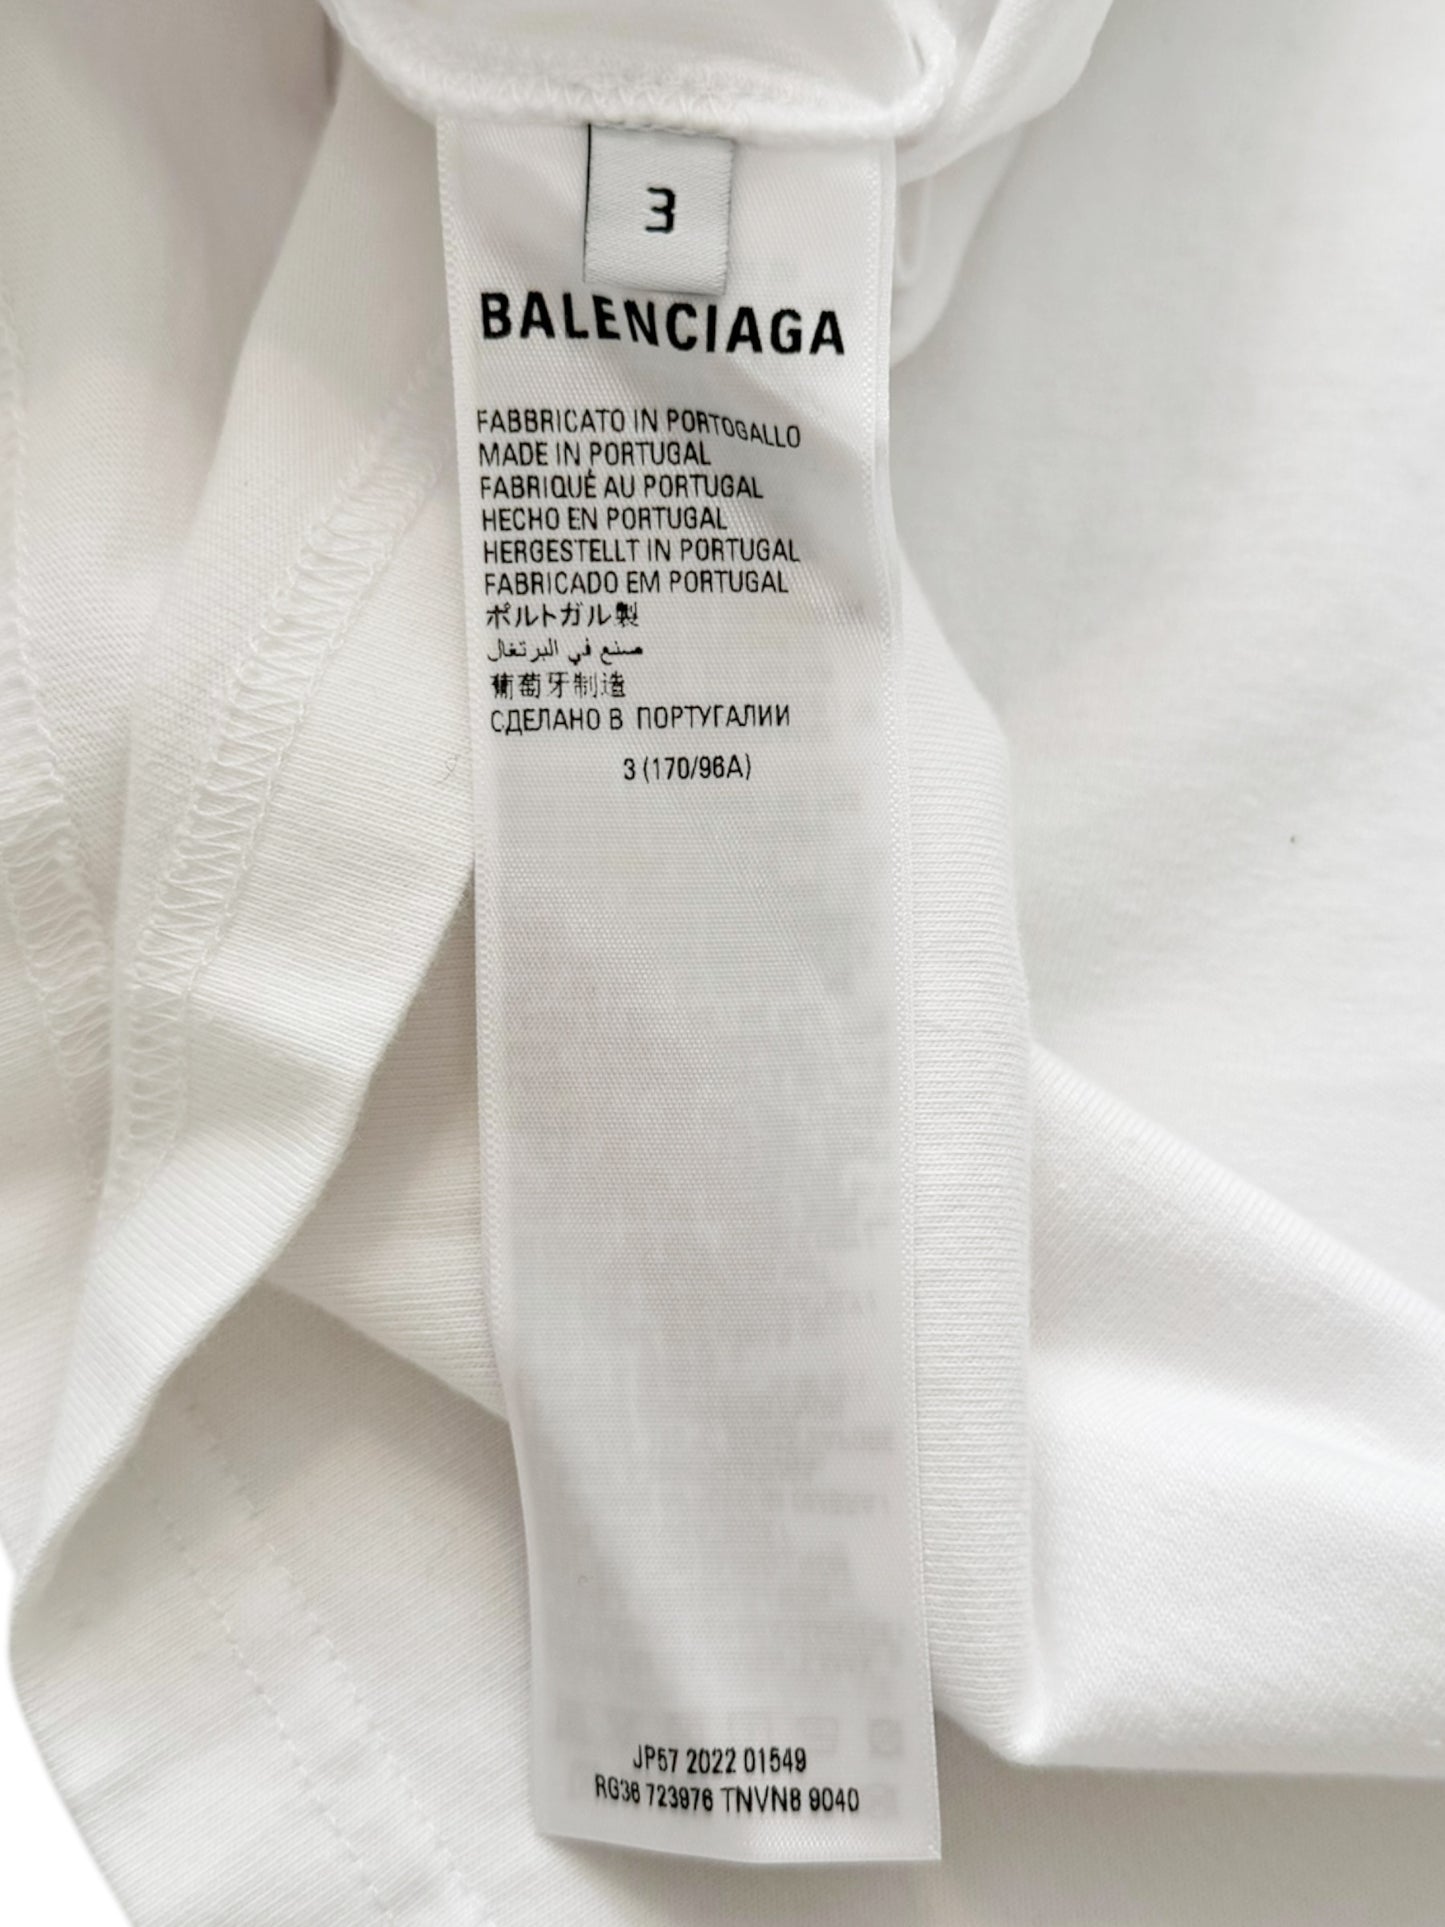 3
BALENCIAGA
FABBRICATO IN PORTOGALLO
MADE IN PORTUGAL
FABRIQUÉ AU PORTUGAL
HECHO EN PORTUGAL
HERGESTELLT IN PORTUGAL
FABRICADO EM PORTUGAL
ポルトガル製
صنع في البرتغال
葡萄牙制造
СДЕЛАНО В ПОРТУГАЛИИ
3 (170/96A)
JP57 2022 01549
RG36 723976 TNVN8 9040